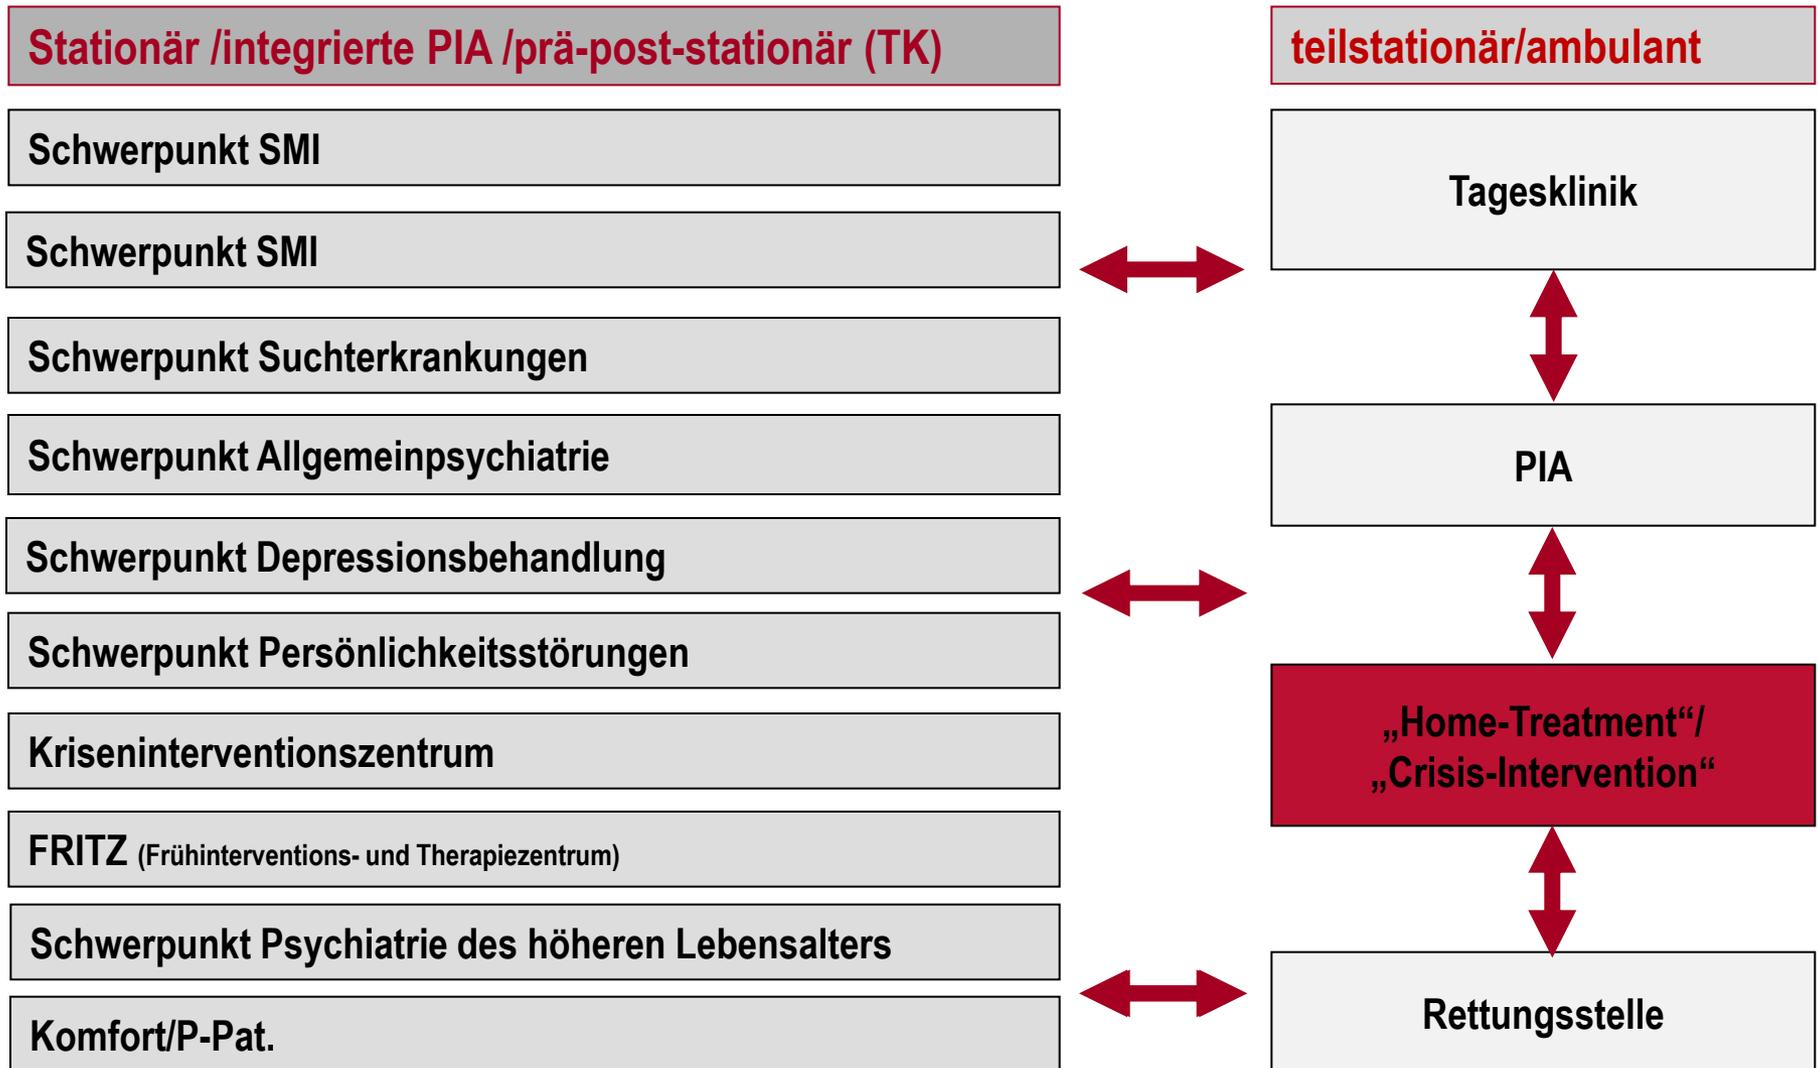 Stationär /integrierte PIA /prä-post-stationär (TK)
Schwerpunkt SMI
Schwerpunkt SMI
Schwerpunkt Suchterkrankungen
Schwerpunkt Allgemeinpsychiatrie
Schwerpunkt Depressionsbehandlung
Schwerpunkt Persönlichkeitsstörungen
Kriseninterventionszentrum
FRITZ (Frühinterventions- und Therapiezentrum)
Schwerpunkt Psychiatrie des höheren Lebensalters
Komfort/P-Pat.
teilstationär/ambulant
Tagesklinik
PIA
„Home-Treatment“/
„Crisis-Intervention“
Rettungsstelle